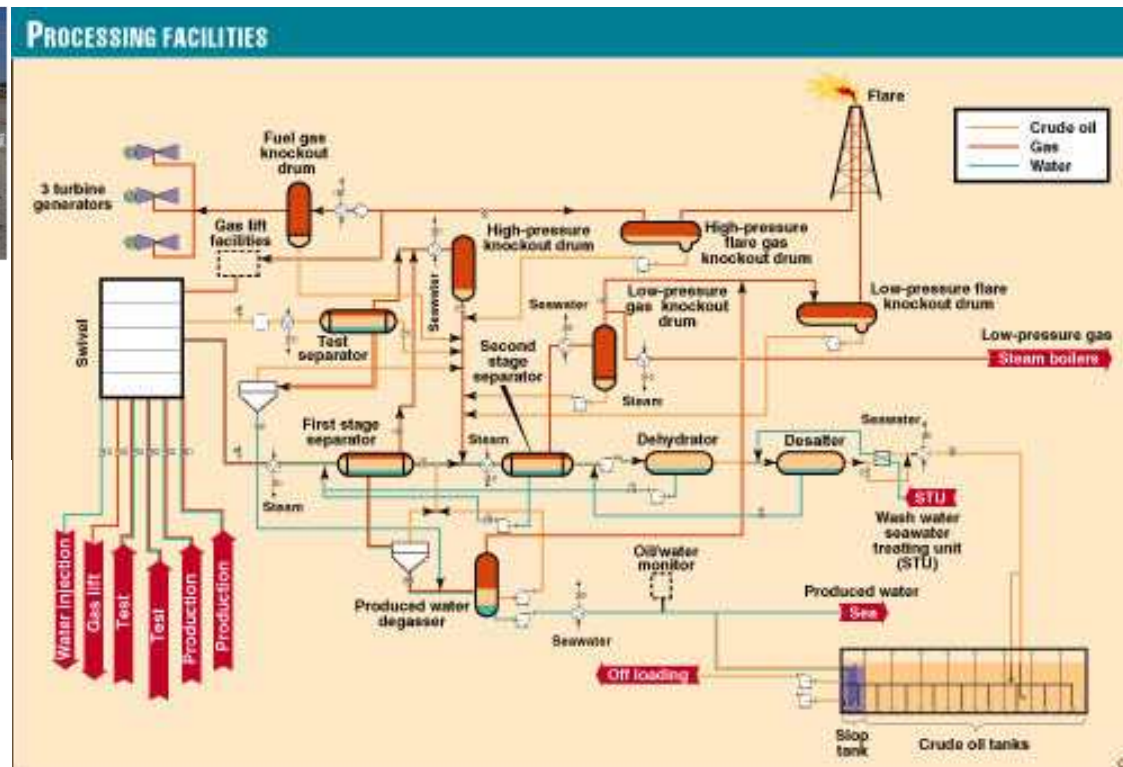 PROCESSING FACILITIES
Flare
Crude oil
Gas
Water
Fuel gas
knockout
drum
3 turbine
generators
Gas lift
facilities
High-pressure
knockout drum
High-pressure
flare gas
knockout drum
Seawater
Seawater
Low-pressure
gas knockout
drum
Low-pressure flare
knockout drum
Low-pressure gas
Steam boilers
Swivel
Test
separator
Second
stage
separator
Steam
First stage
separator
Steam
Dehydrator
Desalter
Seawater
Steam
STU
Wash water
seawater
treating unit
(STU)
Oil/water
monitor
Produced water
Sea
Produced water
degasser
Seawater
Off loading
Water injection
Gas lift
Test
Test
Production
Production
Slop
tank
Crude oil tanks